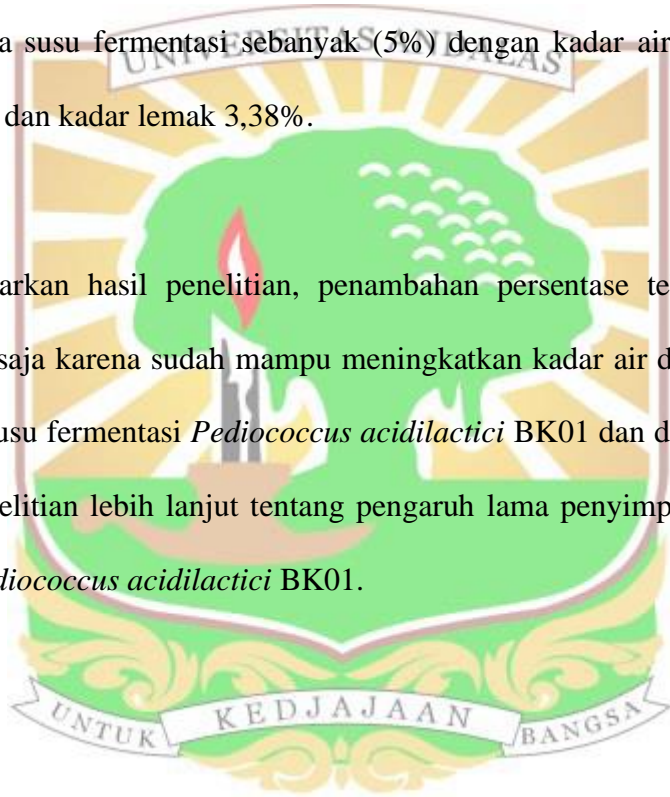 a susu fermentasi sebanyak (5%) dengan kadar air
UNIVERSITAS ANDALAS
dan kadar lemak 3,38%.
arkan hasil penelitian, penambahan persentase te
saja karena sudah mampu meningkatkan kadar air d
usu fermentasi Pediococcus acidilactici BK01 dan d
elitian lebih lanjut tentang pengaruh lama penyimp
diococcus acidilactici BK01.
UNTUK KEDJAJAAN BANGSA